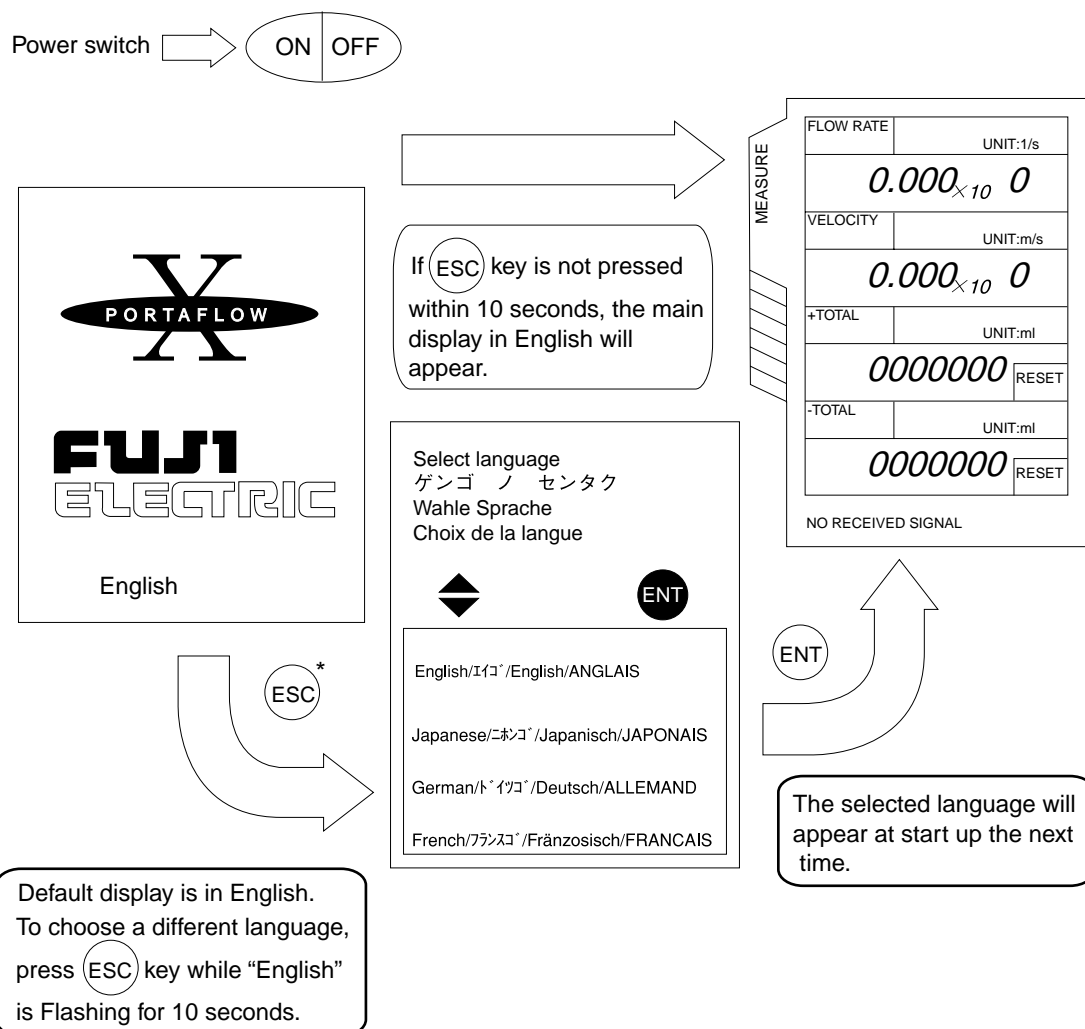 Power switch
ON OFF
X
PORTAFLOW
FUJI
ELECTRIC
English
If ESC key is not pressed
within 10 seconds, the main
display in English will
appear.
MEASURE
FLOW RATE
UNIT:1/s
0.000×10 0
VELOCITY
UNIT:m/s
0.000×10 0
+TOTAL
UNIT:ml
0000000 RESET
-TOTAL
UNIT:ml
0000000 RESET
NO RECEIVED SIGNAL
Select language
ゲンゴ ノ センタク
Wahle Sprache
Choix de la langue
ENT
English/エイゴ/English/ANGLAIS
Japanese/ニホンゴ/Japanisch/JAPONAIS
German/ドイツゴ/Deutsch/ALLEMAND
French/フランスゴ/Fränzosisch/FRANCAIS
ESC*
ENT
The selected language will
appear at start up the next
time.
Default display is in English.
To choose a different language,
press ESC key while “English”
is Flashing for 10 seconds.